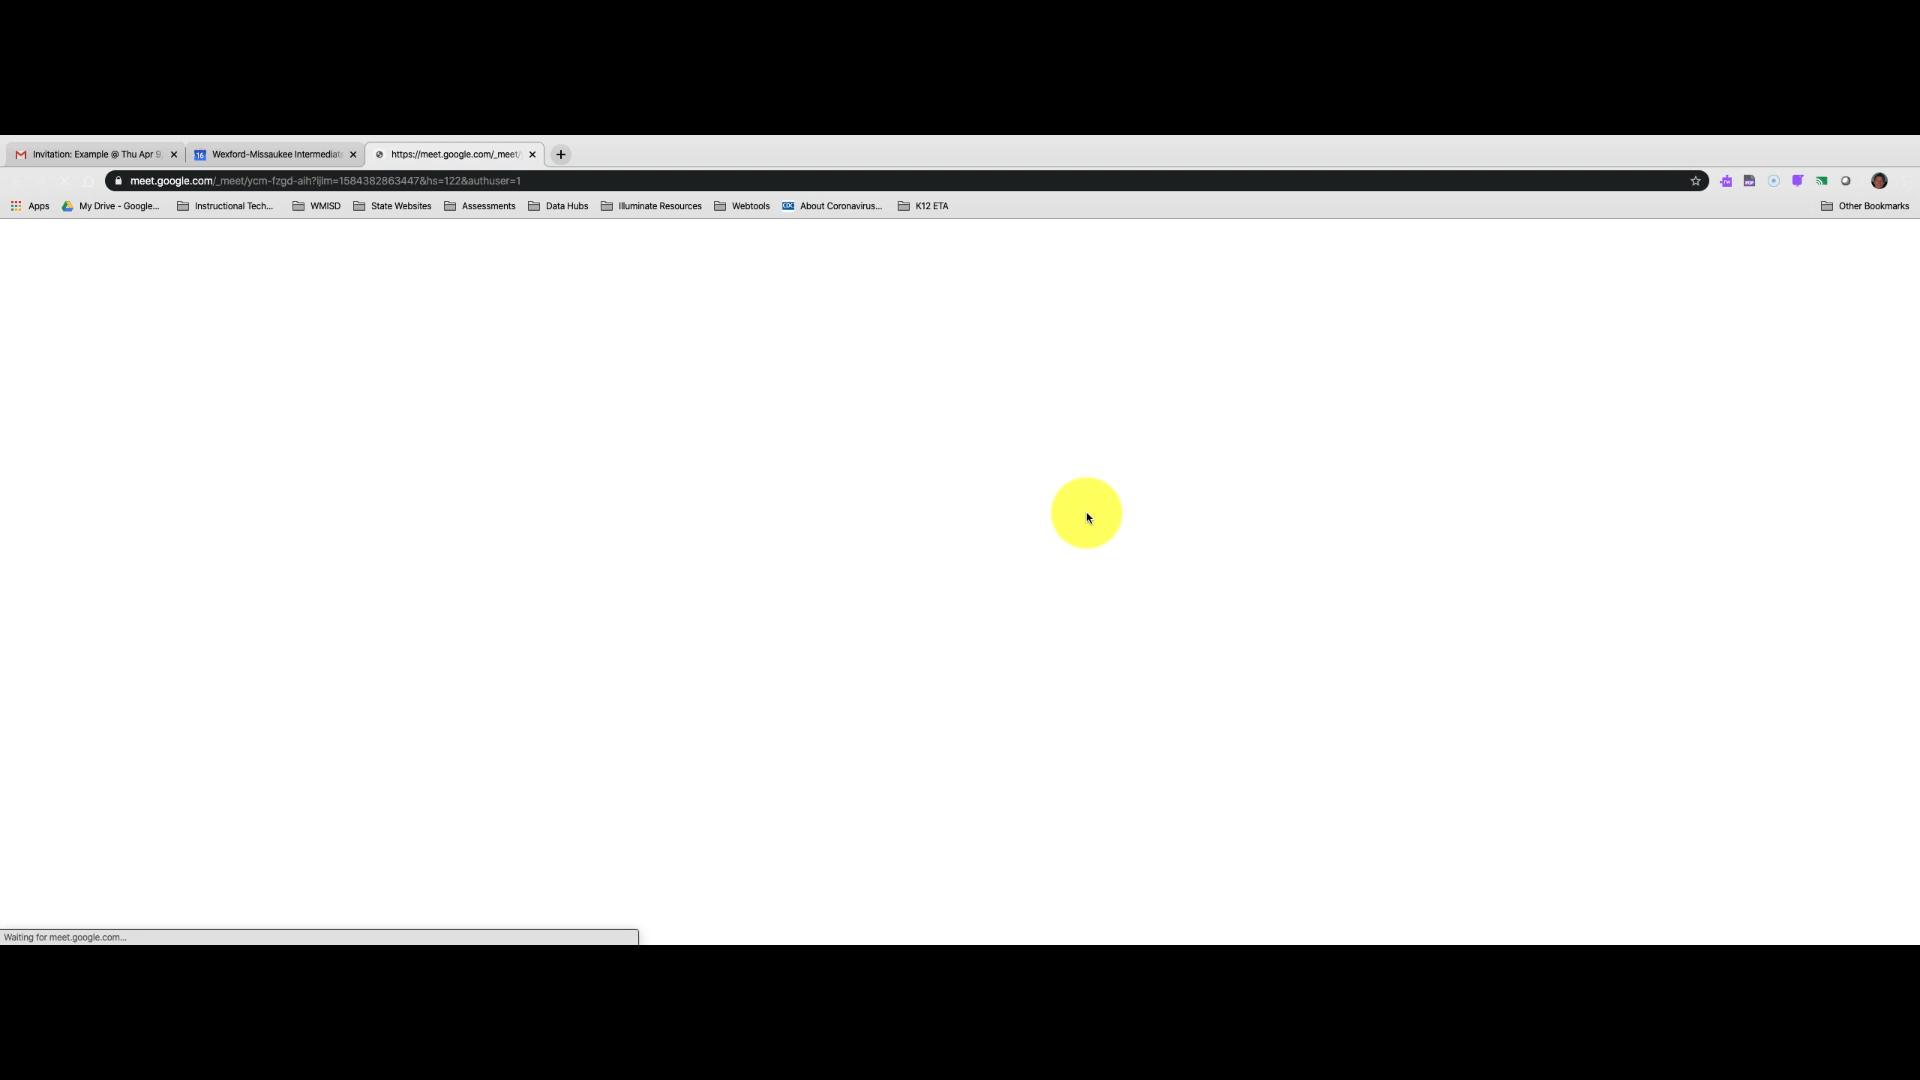 Invitation: Example @ Thu Apr 9,
Wexford-Missaukee Intermediat
https://meet.google.com/_meet/
meet.google.com/_meet/ycm-fzgd-aih?ijlm=1584382863447&hs=122&authuser=1
Apps My Drive - Google... Instructional Tech... WMISD State Websites Assessments Data Hubs Illuminate Resources Webtools About Coronavirus... K12 ETA Other Bookmarks
Waiting for meet.google.com...